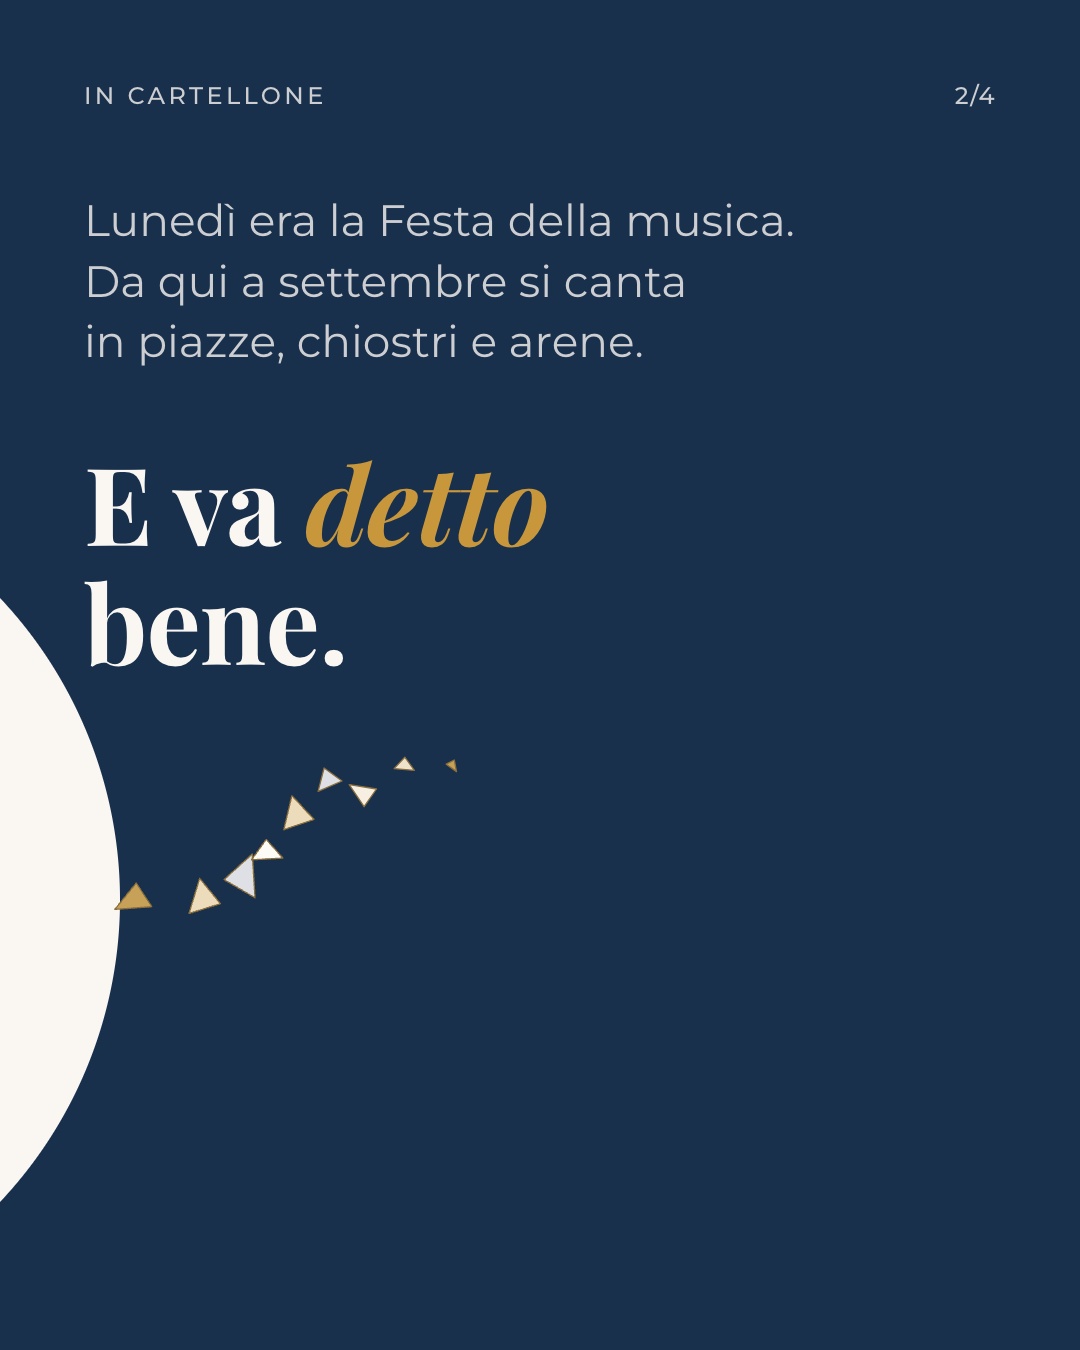 IN CARTELLONE
2/4
Lunedì era la Festa della musica.
Da qui a settembre si canta
in piazze, chiostri e arene.
E va detto
bene.